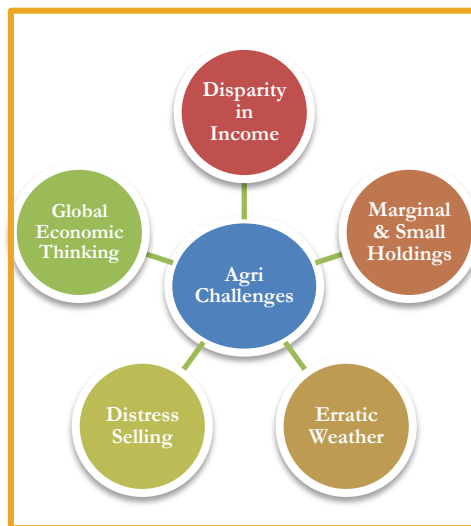 Disparity
in
Income
Global
Economic
Thinking
Marginal
& Small
Holdings
Agri
Challenges
Distress
Selling
Erratic
Weather